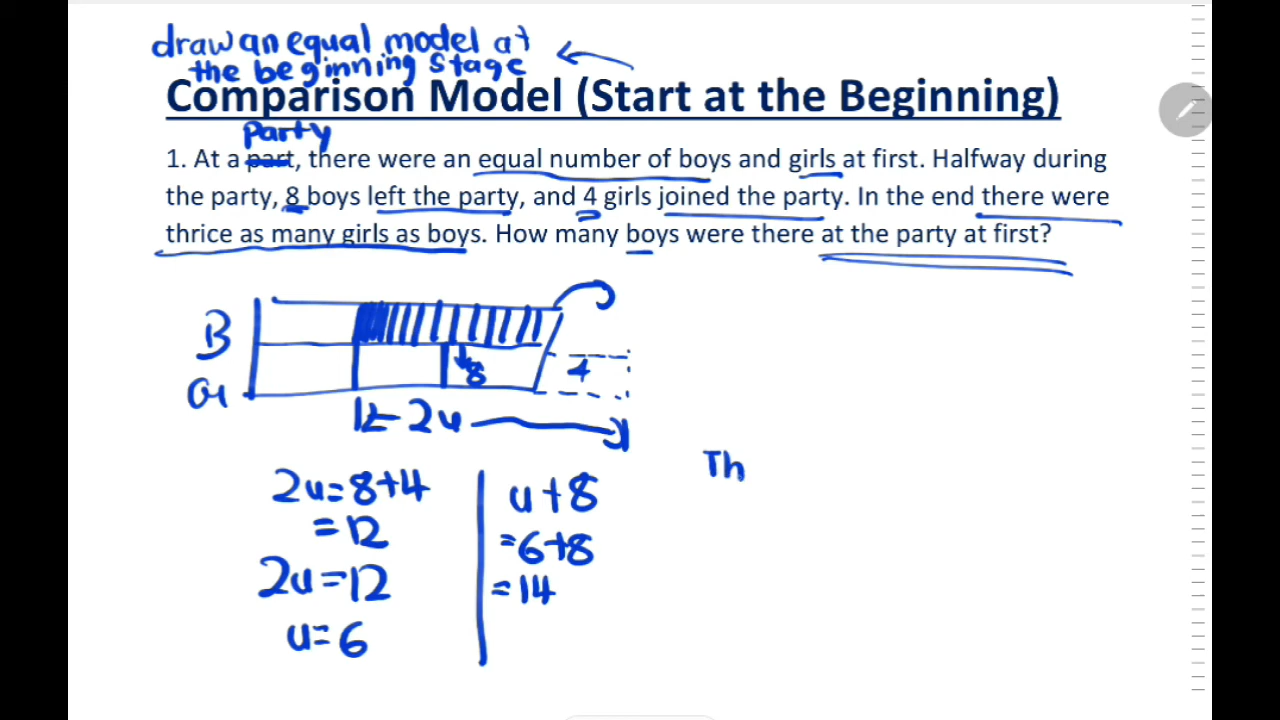 draw an equal model at
the beginning stage
Comparison Model (Start at the Beginning)
Party
1. At a part, there were an equal number of boys and girls at first. Halfway during
the party, 8 boys left the party, and 4 girls joined the party. In the end there were
thrice as many girls as boys. How many boys were there at the party at first?
B
8
4
G
2u
2u=8+4
=12
2u=12
u=6
u+8
=6+8
=14
Th